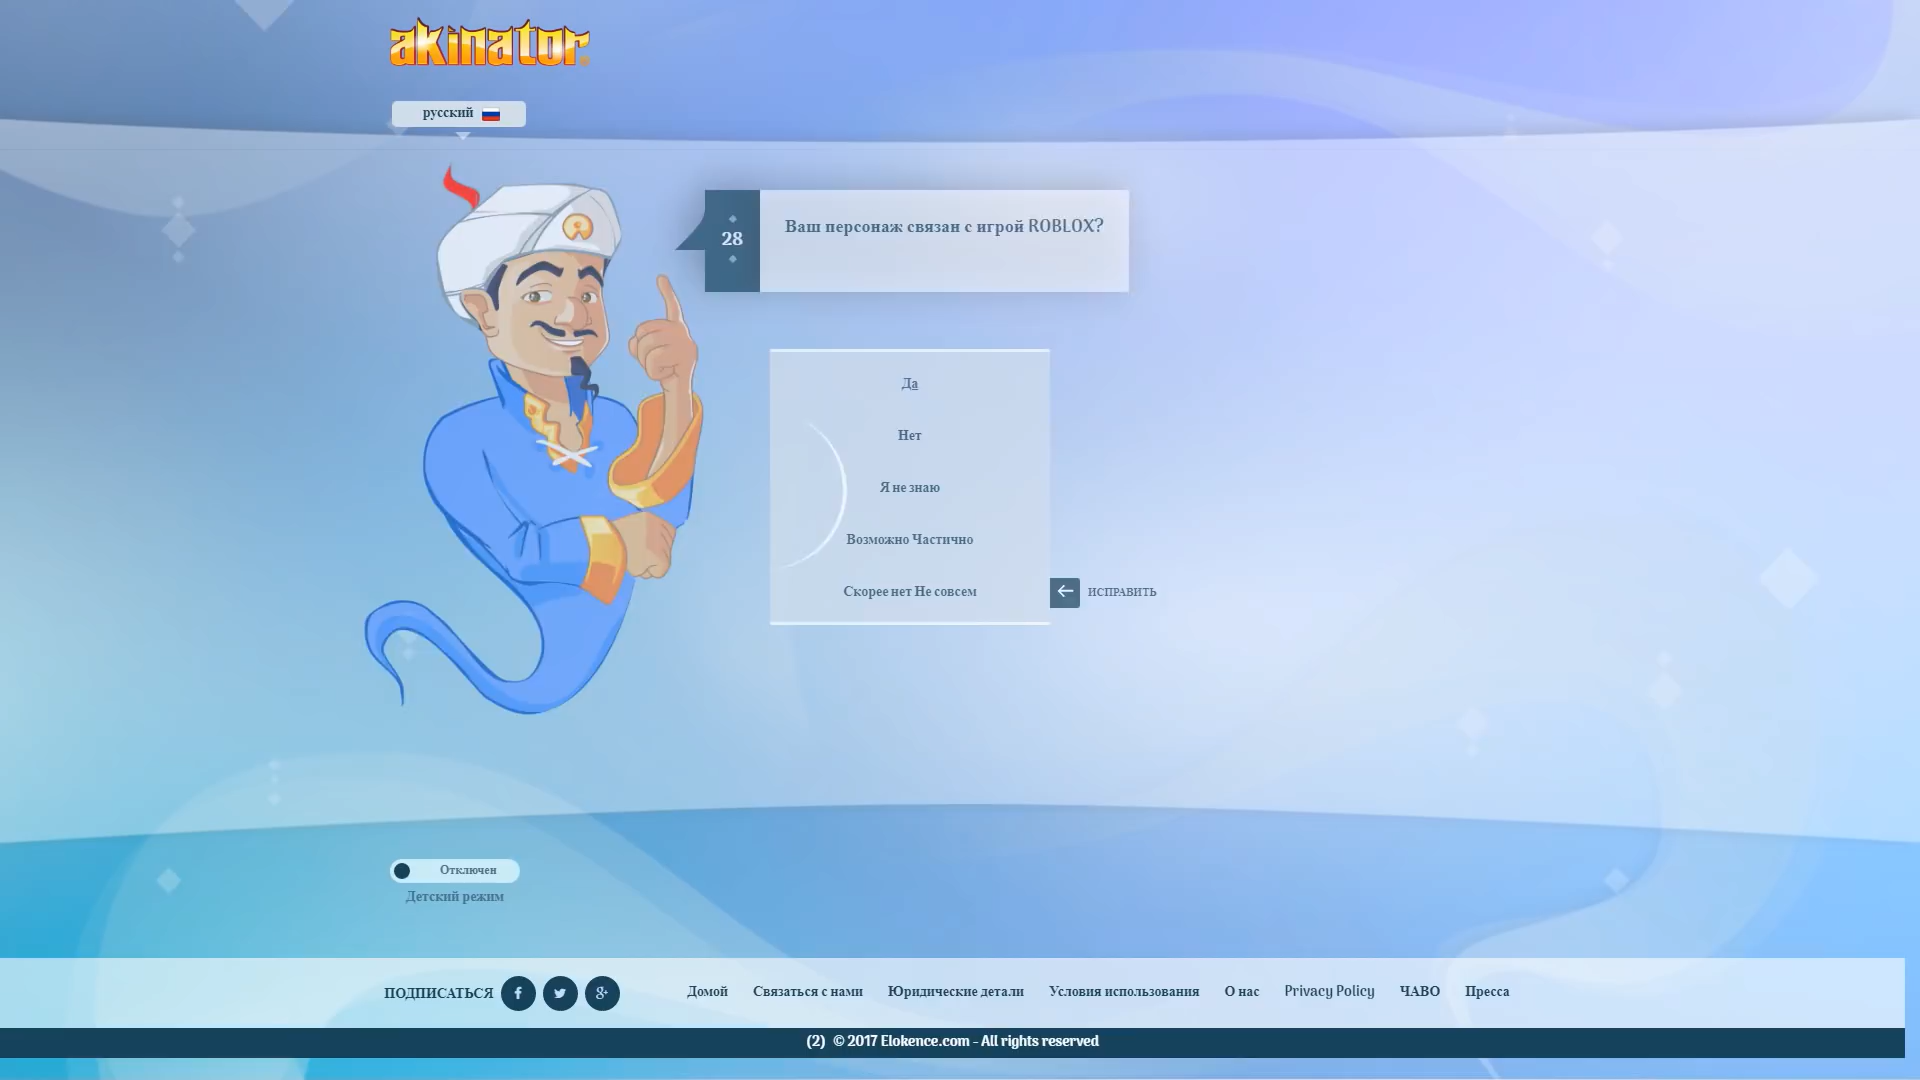 akinator
русский
28
Ваш персонаж связан с игрой ROBLOX?
Да
Нет
Я не знаю
Возможно Частично
Скорее нет Не совсем
ИСПРАВИТЬ
Отключен
Детский режим
ПОДПИСАТЬСЯ
Домой Связаться с нами Юридические детали Условия использования О нас Privacy Policy ЧАВО Пресса
(2) © 2017 Elokence.com - All rights reserved